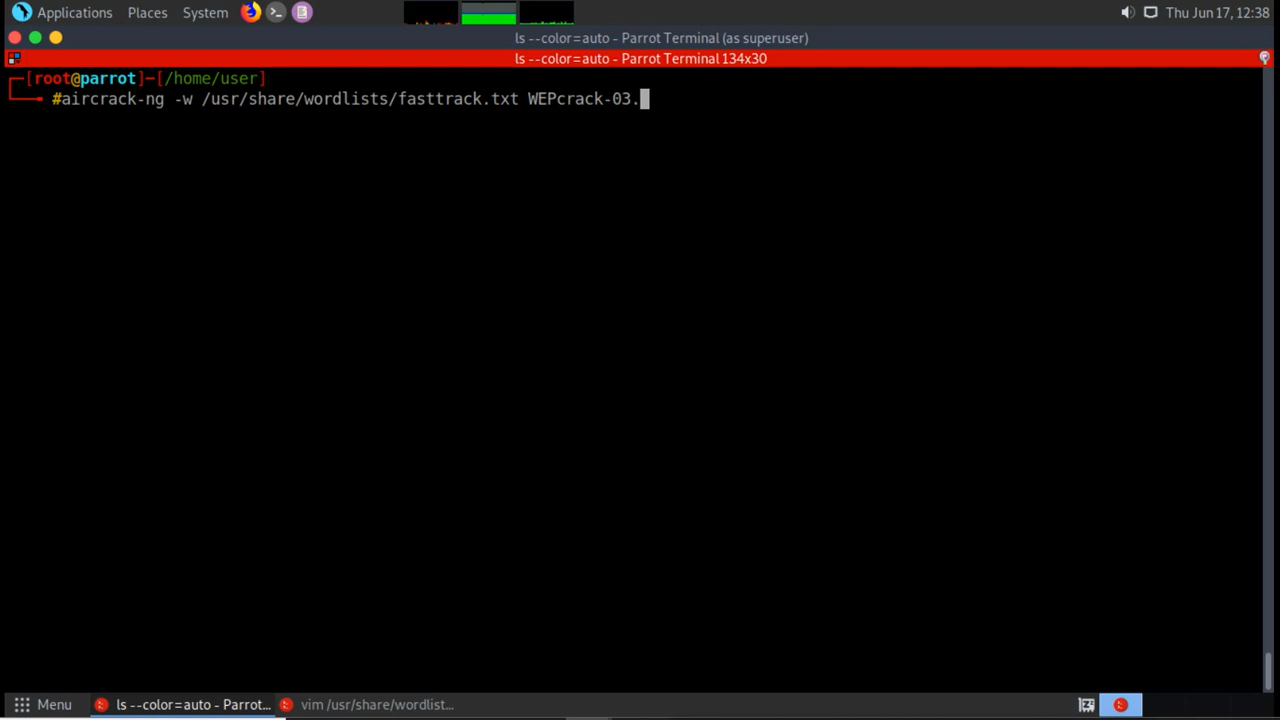 Applications Places System Thu Jun 17, 12:38
ls --color=auto - Parrot Terminal (as superuser)
ls --color=auto - Parrot Terminal 134x30
[root@parrot]─[/home/user]
#aircrack-ng -w /usr/share/wordlists/fasttrack.txt WEPcrack-03.
Menu ls --color=auto - Parrot... vim /usr/share/wordlist...